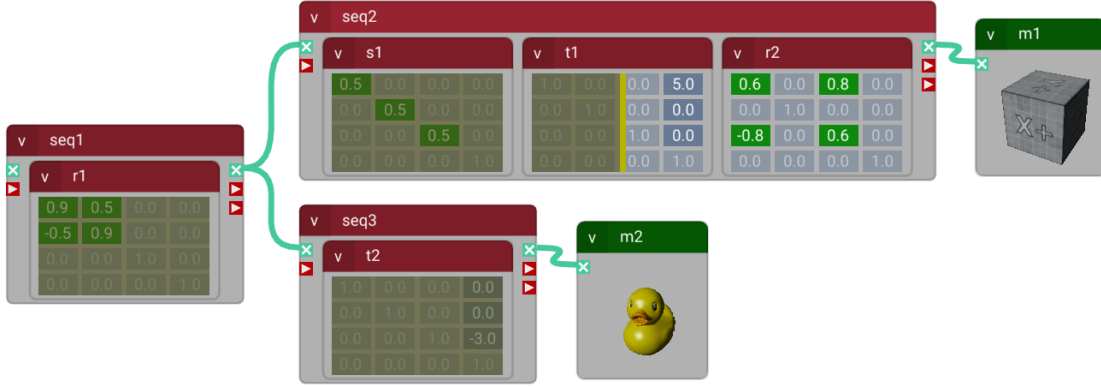 v seq1
v r1
0.9 0.5 0.0 0.0
-0.5 0.9 0.0 0.0
0.0 0.0 1.0 0.0
0.0 0.0 0.0 1.0
v seq2
v s1
0.5 0.0 0.0 0.0
0.0 0.5 0.0 0.0
0.0 0.0 0.5 0.0
0.0 0.0 0.0 1.0
v t1
1.0 0.0 0.0 5.0
0.0 1.0 0.0 0.0
0.0 0.0 1.0 0.0
0.0 0.0 0.0 1.0
v r2
0.6 0.0 0.8 0.0
0.0 1.0 0.0 0.0
-0.8 0.0 0.6 0.0
0.0 0.0 0.0 1.0
v m1
X+
v seq3
v t2
1.0 0.0 0.0 0.0
0.0 1.0 0.0 0.0
0.0 0.0 1.0 -3.0
0.0 0.0 0.0 1.0
v m2